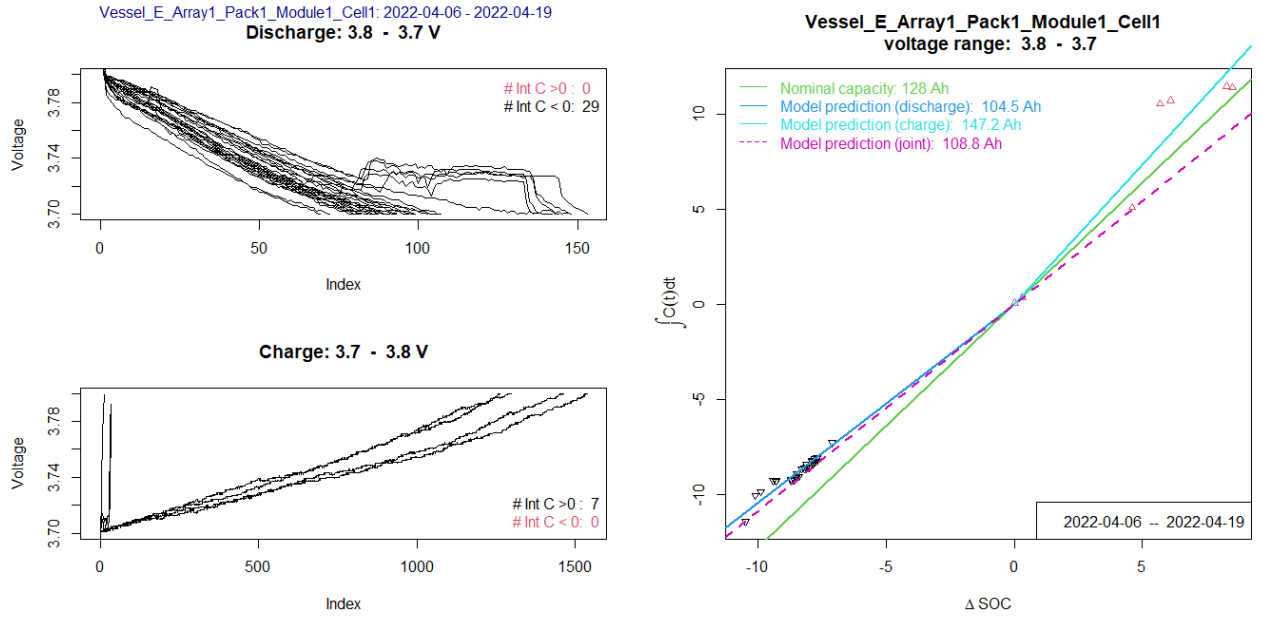 Vessel_E_Array1_Pack1_Module1_Cell1: 2022-04-06 - 2022-04-19
Discharge: 3.8 - 3.7 V
# Int C >0 : 0
# Int C < 0: 29
Voltage
3.78
3.74
3.70
0 50 100 150
Index
Charge: 3.7 - 3.8 V
Voltage
3.78
3.74
3.70
# Int C >0 : 7
# Int C < 0: 0
0 500 1000 1500
Index
Vessel_E_Array1_Pack1_Module1_Cell1
voltage range: 3.8 - 3.7
Nominal capacity: 128 Ah
Model prediction (discharge): 104.5 Ah
Model prediction (charge): 147.2 Ah
Model prediction (joint): 108.8 Ah
∫C(t)dt
10
5
0
-5
-10
2022-04-06 -- 2022-04-19
-10 -5 0 5
Δ SOC